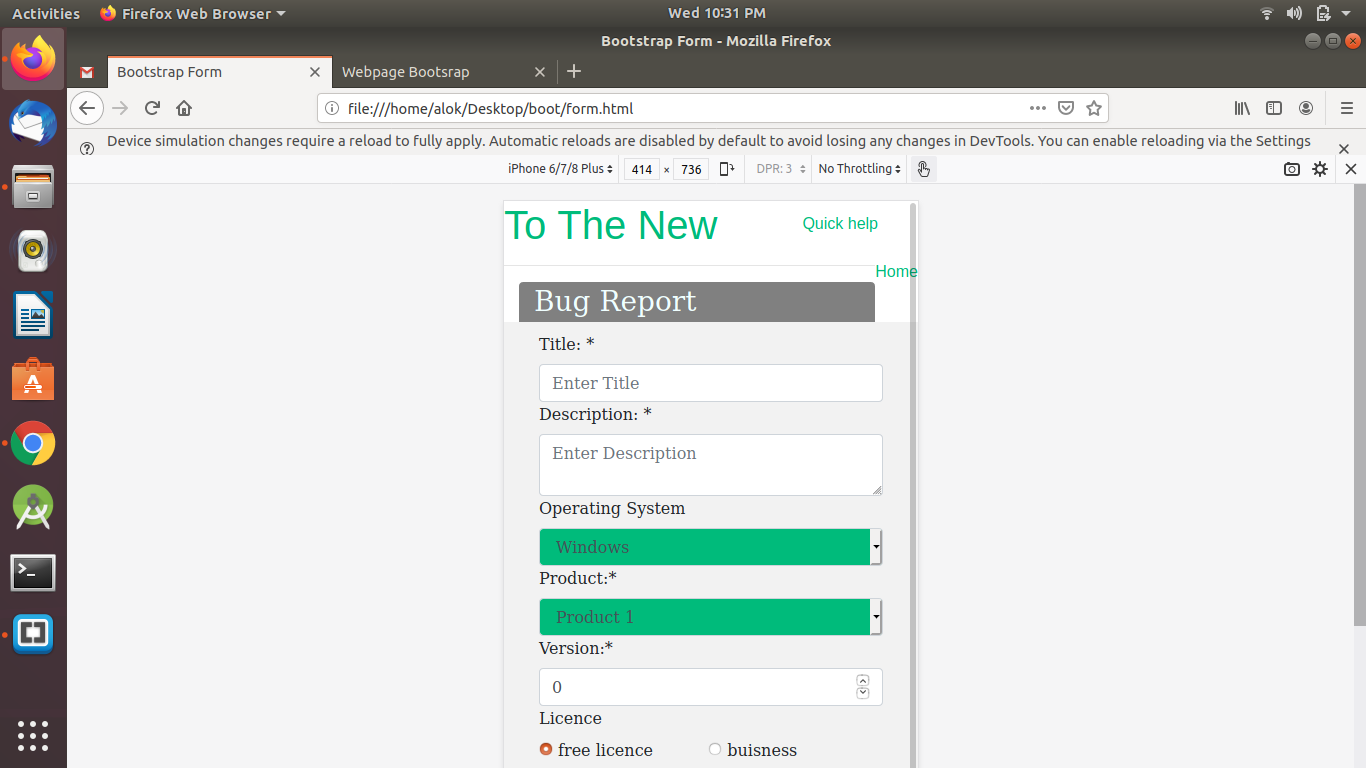 Activities Firefox Web Browser Wed 10:31 PM
Bootstrap Form - Mozilla Firefox
Bootstrap Form Webpage Bootsrap
file:///home/alok/Desktop/boot/form.html
Device simulation changes require a reload to fully apply. Automatic reloads are disabled by default to avoid losing any changes in DevTools. You can enable reloading via the Settings
iPhone 6/7/8 Plus 414 × 736 DPR: 3 No Throttling
To The New Quick help
Home
Bug Report
Title: *
Enter Title
Description: *
Enter Description
Operating System
Windows
Product:*
Product 1
Version:*
0
Licence
free licence buisness